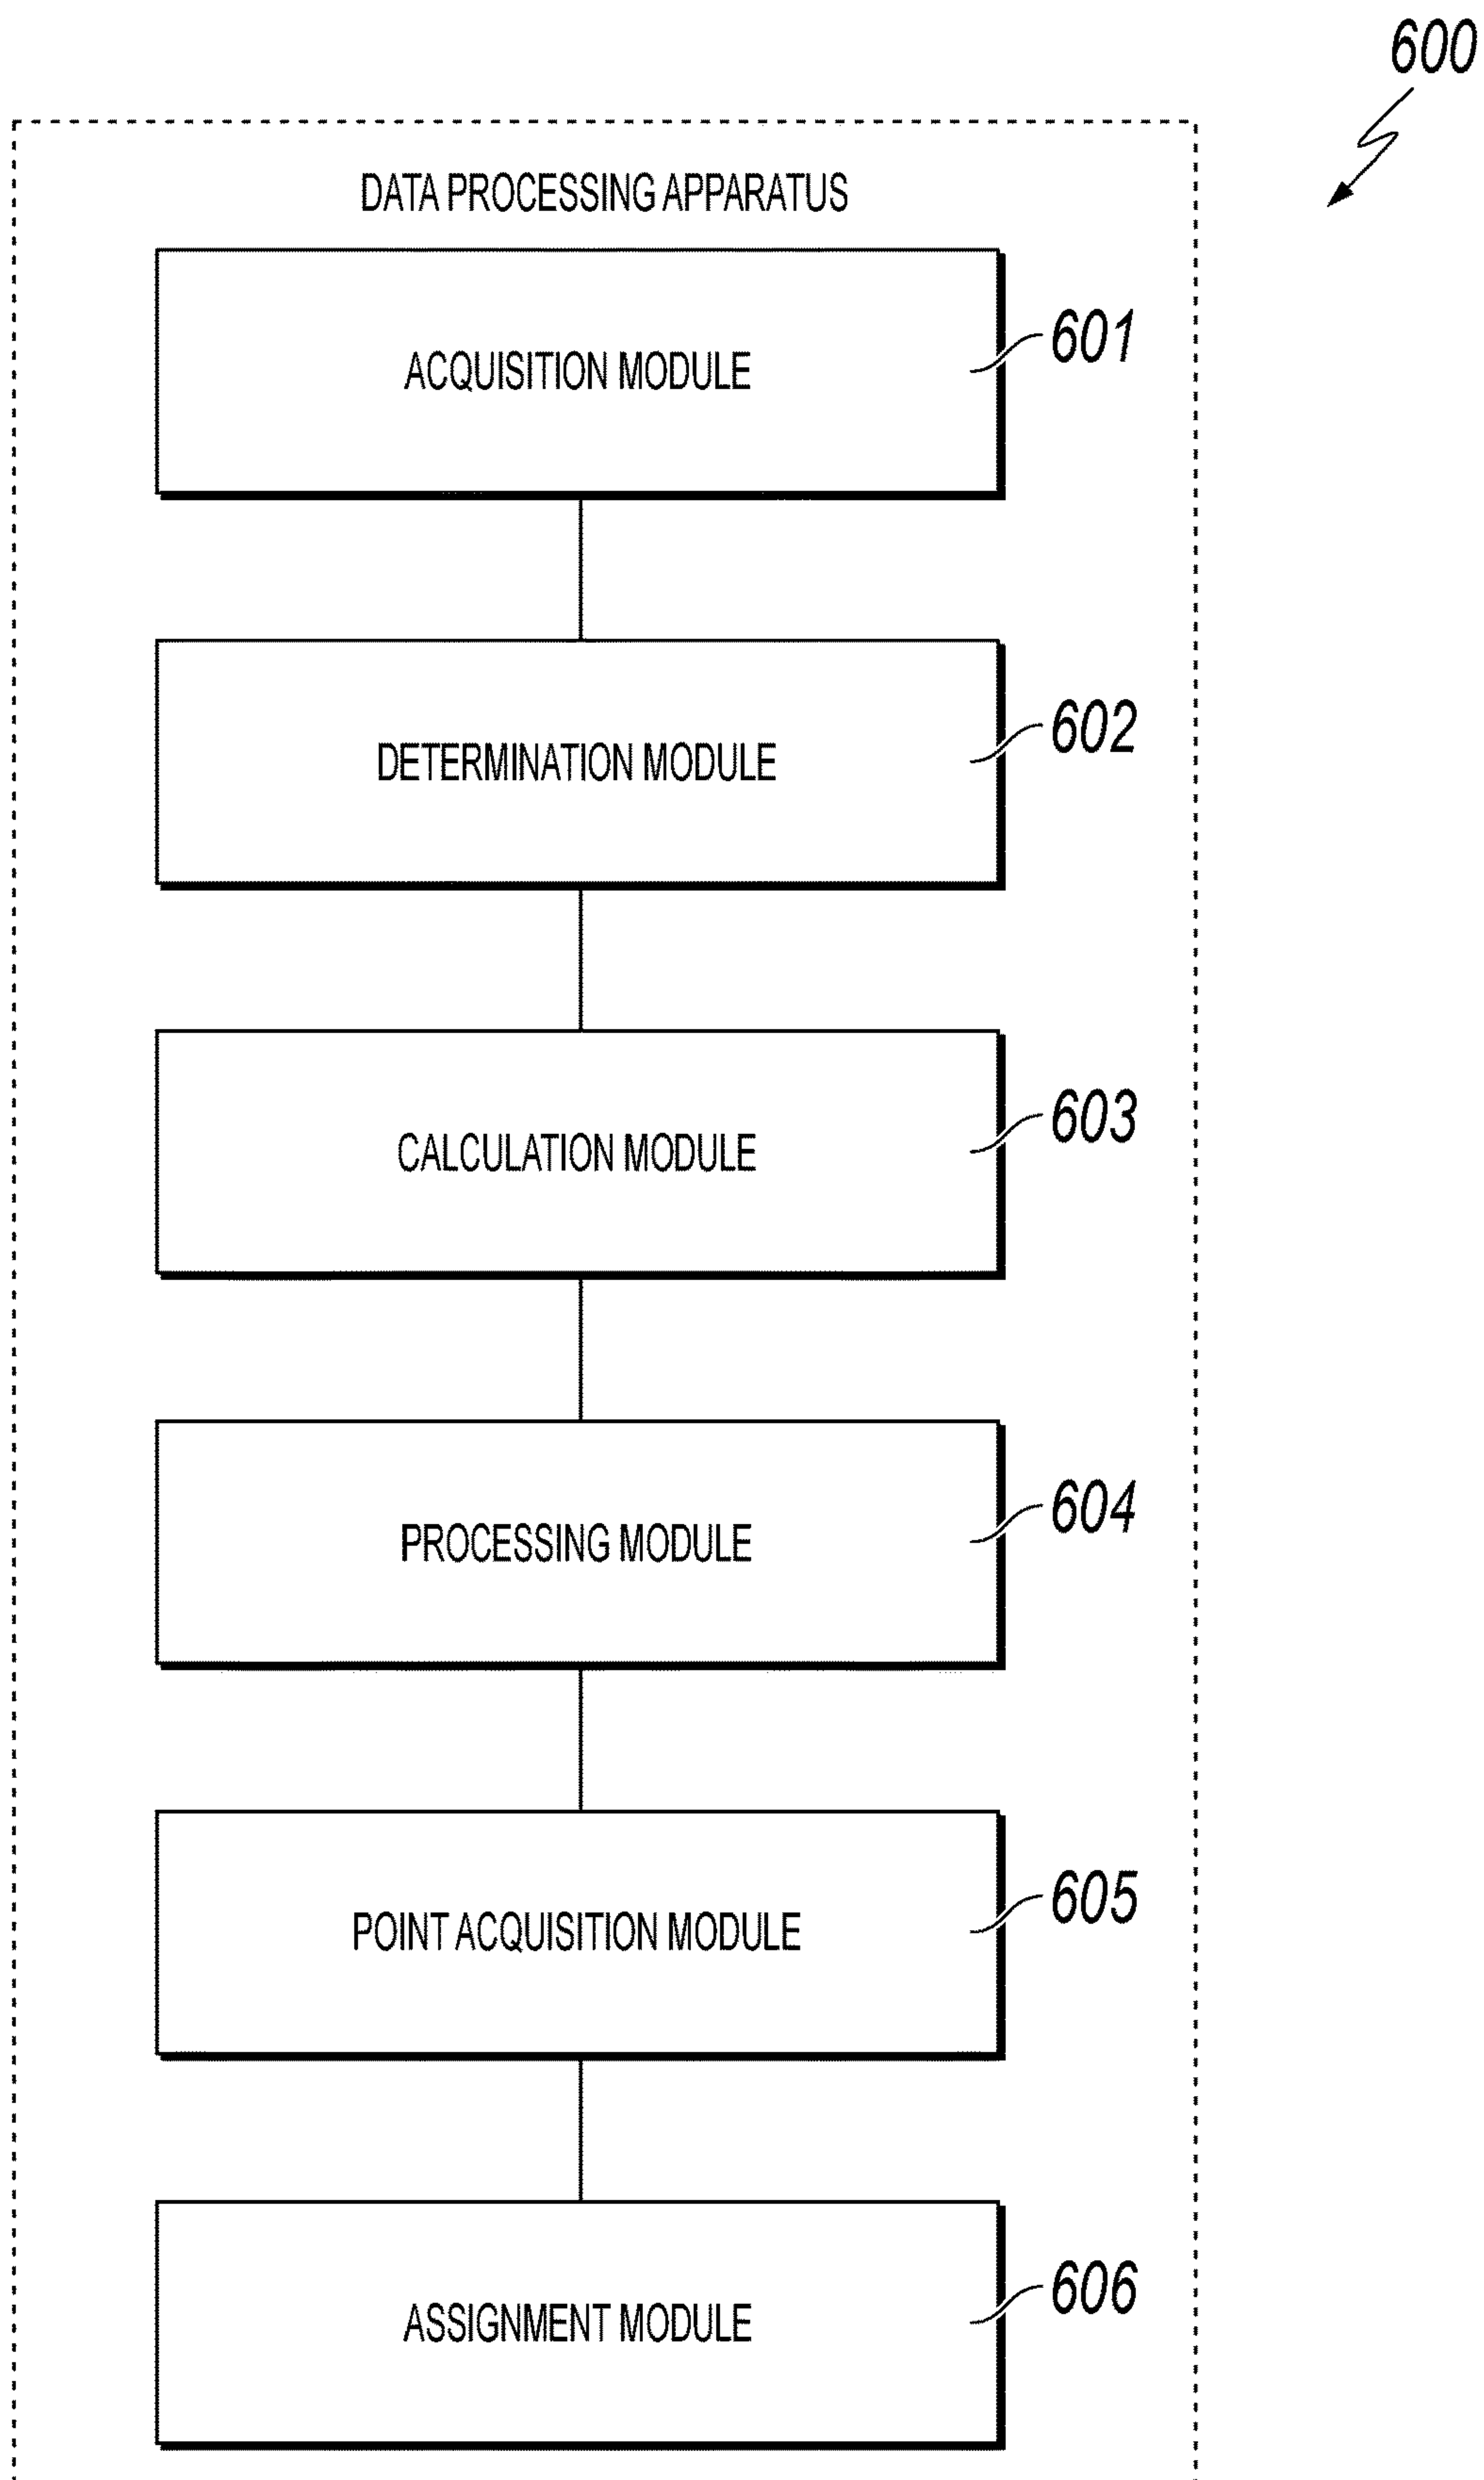 600
DATA PROCESSING APPARATUS
ACQUISITION MODULE
601
DETERMINATION MODULE
602
CALCULATION MODULE
603
PROCESSING MODULE
604
POINT ACQUISITION MODULE
605
ASSIGNMENT MODULE
606